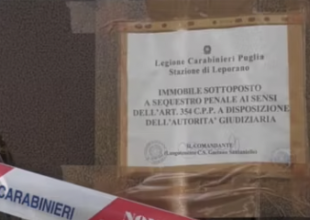 Legione Carabinieri Puglia
Stazione di Leporano
IMMOBILE SOTTOPOSTO
A SEQUESTRO PENALE AI SENSI
DELL'ART. 354 C.P.P. A DISPOSIZIONE
DELL'AUTORITA' GIUDIZIARIA
IL COMANDANTE
CARABINIERI